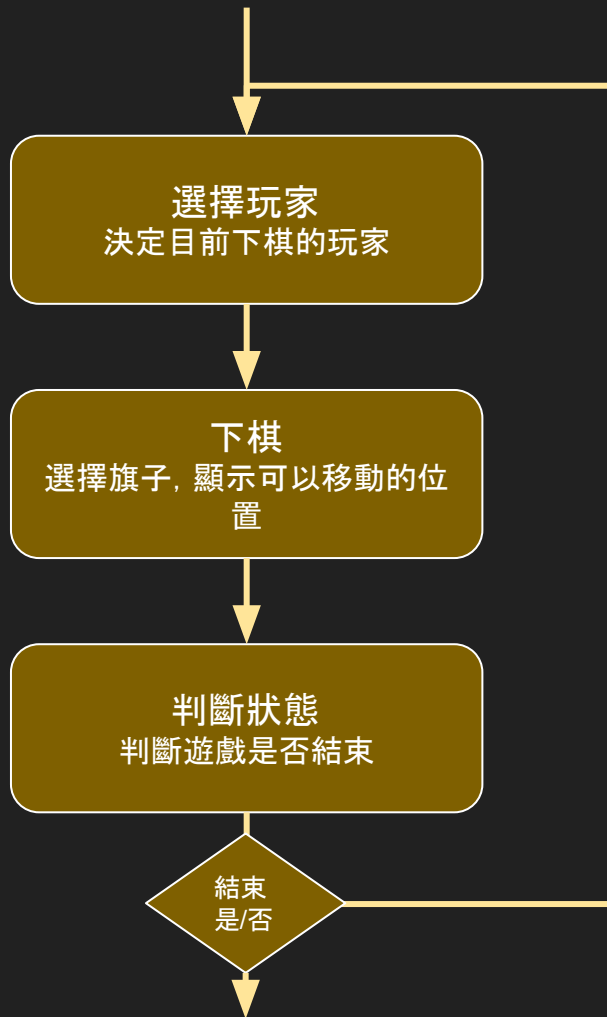 選擇玩家
決定目前下棋的玩家
下棋
選擇旗子, 顯示可以移動的位
置
判斷狀態
判斷遊戲是否結束
結束
是/否